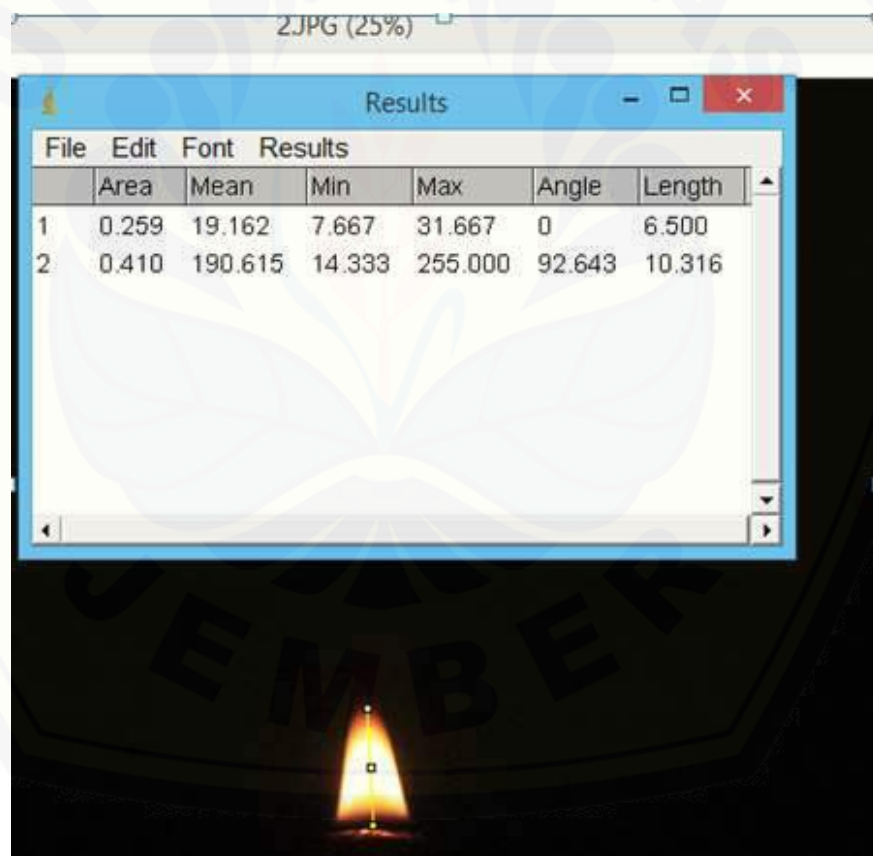 2.JPG (25%)
Results
File Edit Font Results
Area Mean Min Max Angle Length
1 0.259 19.162 7.667 31.667 0 6.500
2 0.410 190.615 14.333 255.000 92.643 10.316
JEMBER